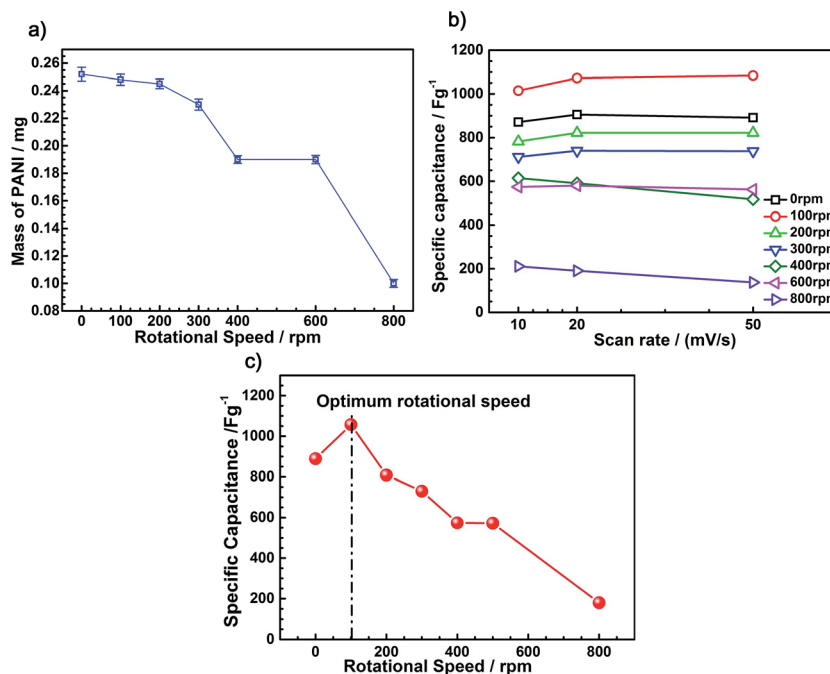 a)
Mass of PANI / mg
0.26
0.24
0.22
0.20
0.18
0.16
0.14
0.12
0.10
0.08
0 100 200 300 400 600 800
Rotational Speed / rpm
b)
Specific capacitance / Fg⁻¹
1200
1000
800
600
400
200
0
10 20 50
Scan rate / (mV/s)
0rpm
100rpm
200rpm
300rpm
400rpm
600rpm
800rpm
c)
Specific Capacitance /Fg⁻¹
1200
1000
800
600
400
200
0
Optimum rotational speed
0 200 400 600 800
Rotational Speed / rpm